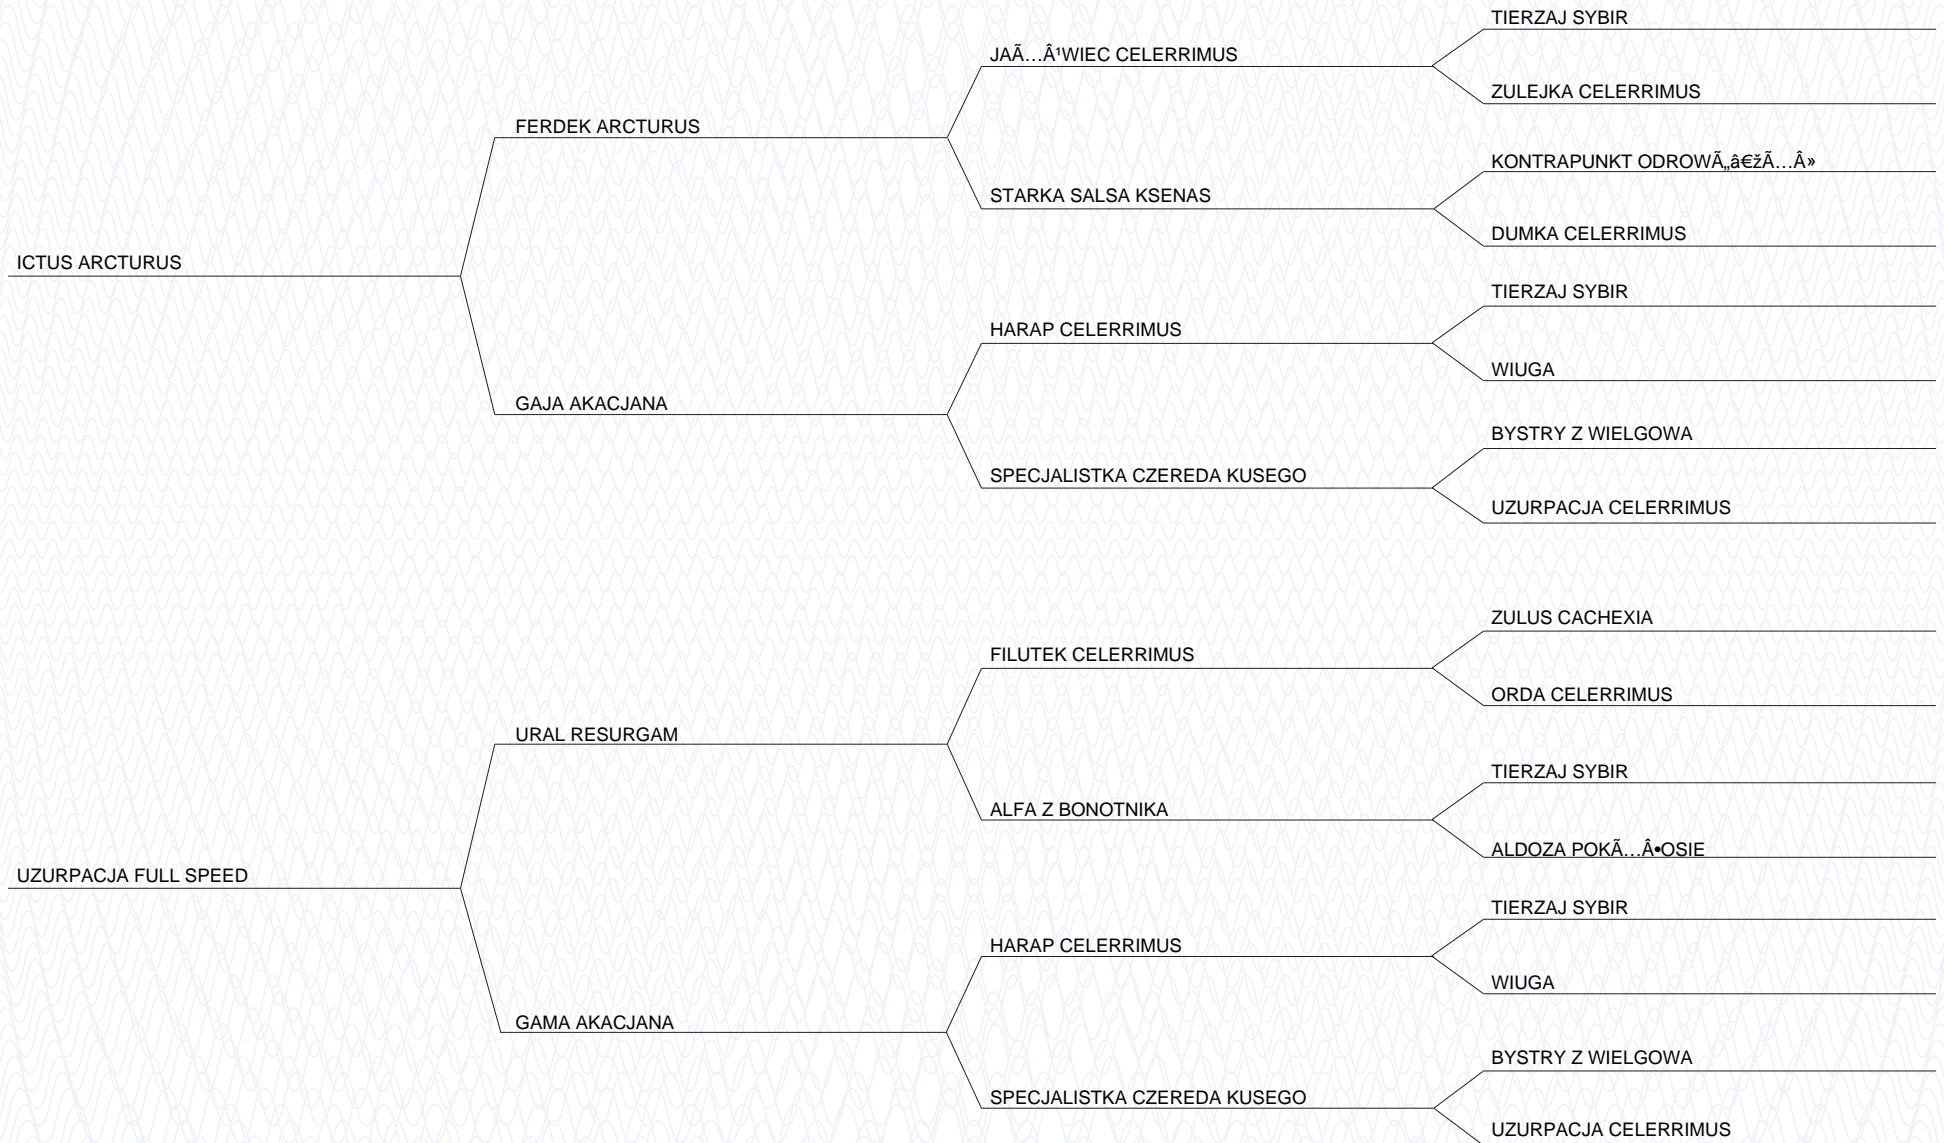 TIERZAJ SYBIR
JAÃ…Â¹WIEC CELERRIMUS
ZULEJKA CELERRIMUS
FERDEK ARCTURUS
KONTRAPUNKT ODROWÃ„â€žÃ…Â»
STARKA SALSA KSENAS
DUMKA CELERRIMUS
ICTUS ARCTURUS
TIERZAJ SYBIR
HARAP CELERRIMUS
WIUGA
GAJA AKACJANA
BYSTRY Z WIELGOWA
SPECJALISTKA CZEREDA KUSEGO
UZURPACJA CELERRIMUS
ZULUS CACHEXIA
FILUTEK CELERRIMUS
ORDA CELERRIMUS
URAL RESURGAM
TIERZAJ SYBIR
ALFA Z BONOTNIKA
ALDOZA POKÃ…Â•OSIE
UZURPACJA FULL SPEED
TIERZAJ SYBIR
HARAP CELERRIMUS
WIUGA
GAMA AKACJANA
BYSTRY Z WIELGOWA
SPECJALISTKA CZEREDA KUSEGO
UZURPACJA CELERRIMUS